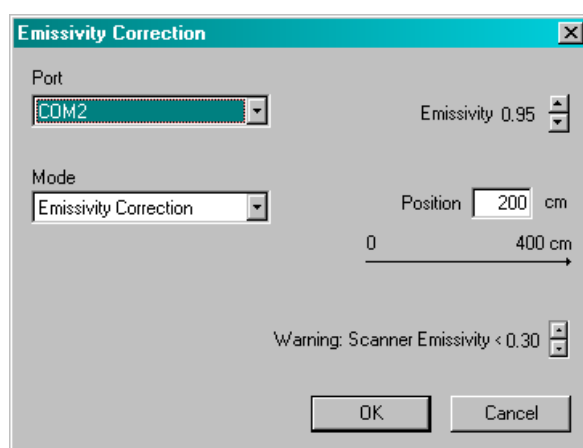 Emissivity Correction
Port
COM2
Emissivity 0.95
Mode
Emissivity Correction
Position 200 cm
0 400 cm
Warning: Scanner Emissivity < 0.30
OK Cancel